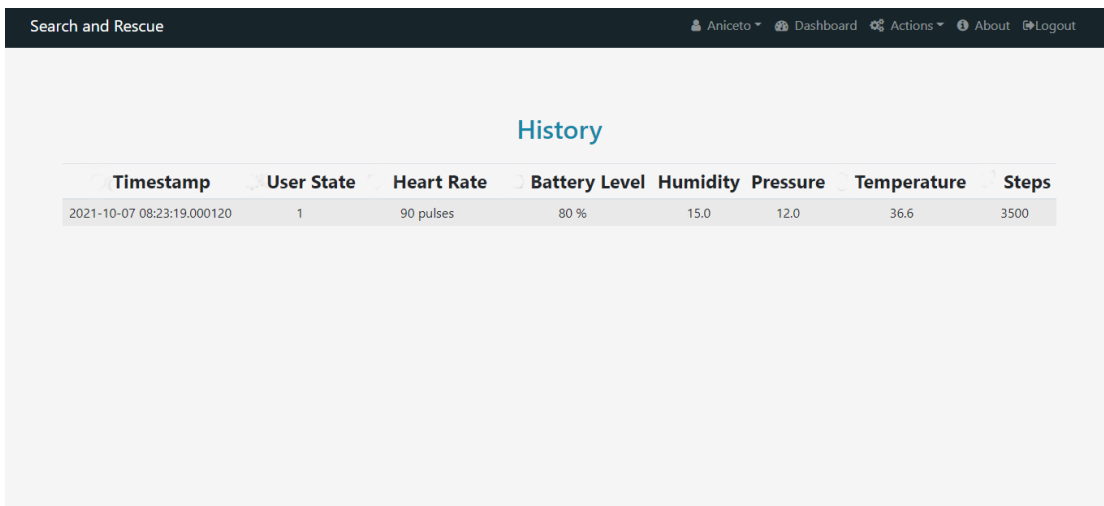 Search and Rescue Aniceto Dashboard Actions About Logout
History
Timestamp User State Heart Rate Battery Level Humidity Pressure Temperature Steps
2021-10-07 08:23:19.000120 1 90 pulses 80 % 15.0 12.0 36.6 3500